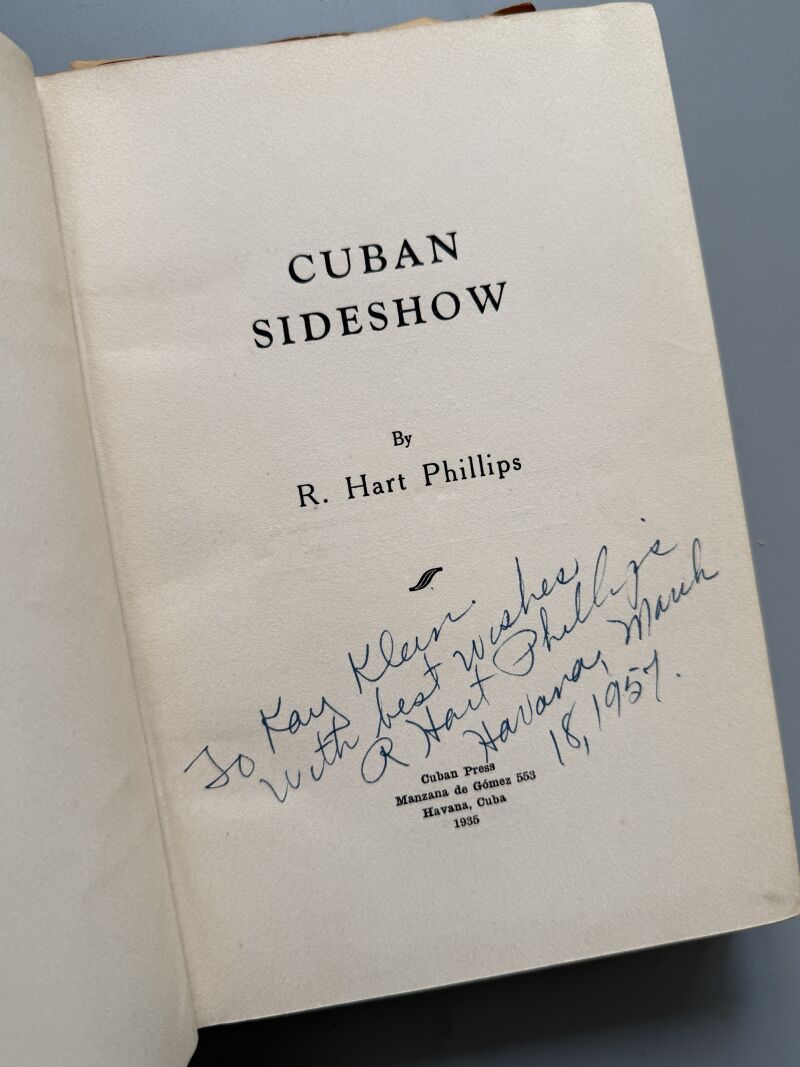 CUBAN
SIDESHOW
By
R. Hart Phillips
To Kay Klein.
with best wishes
R Hart Phillips
Havana, March
18, 1957.
Cuban Press
Manzana de Gómez 553
Havana, Cuba
1935